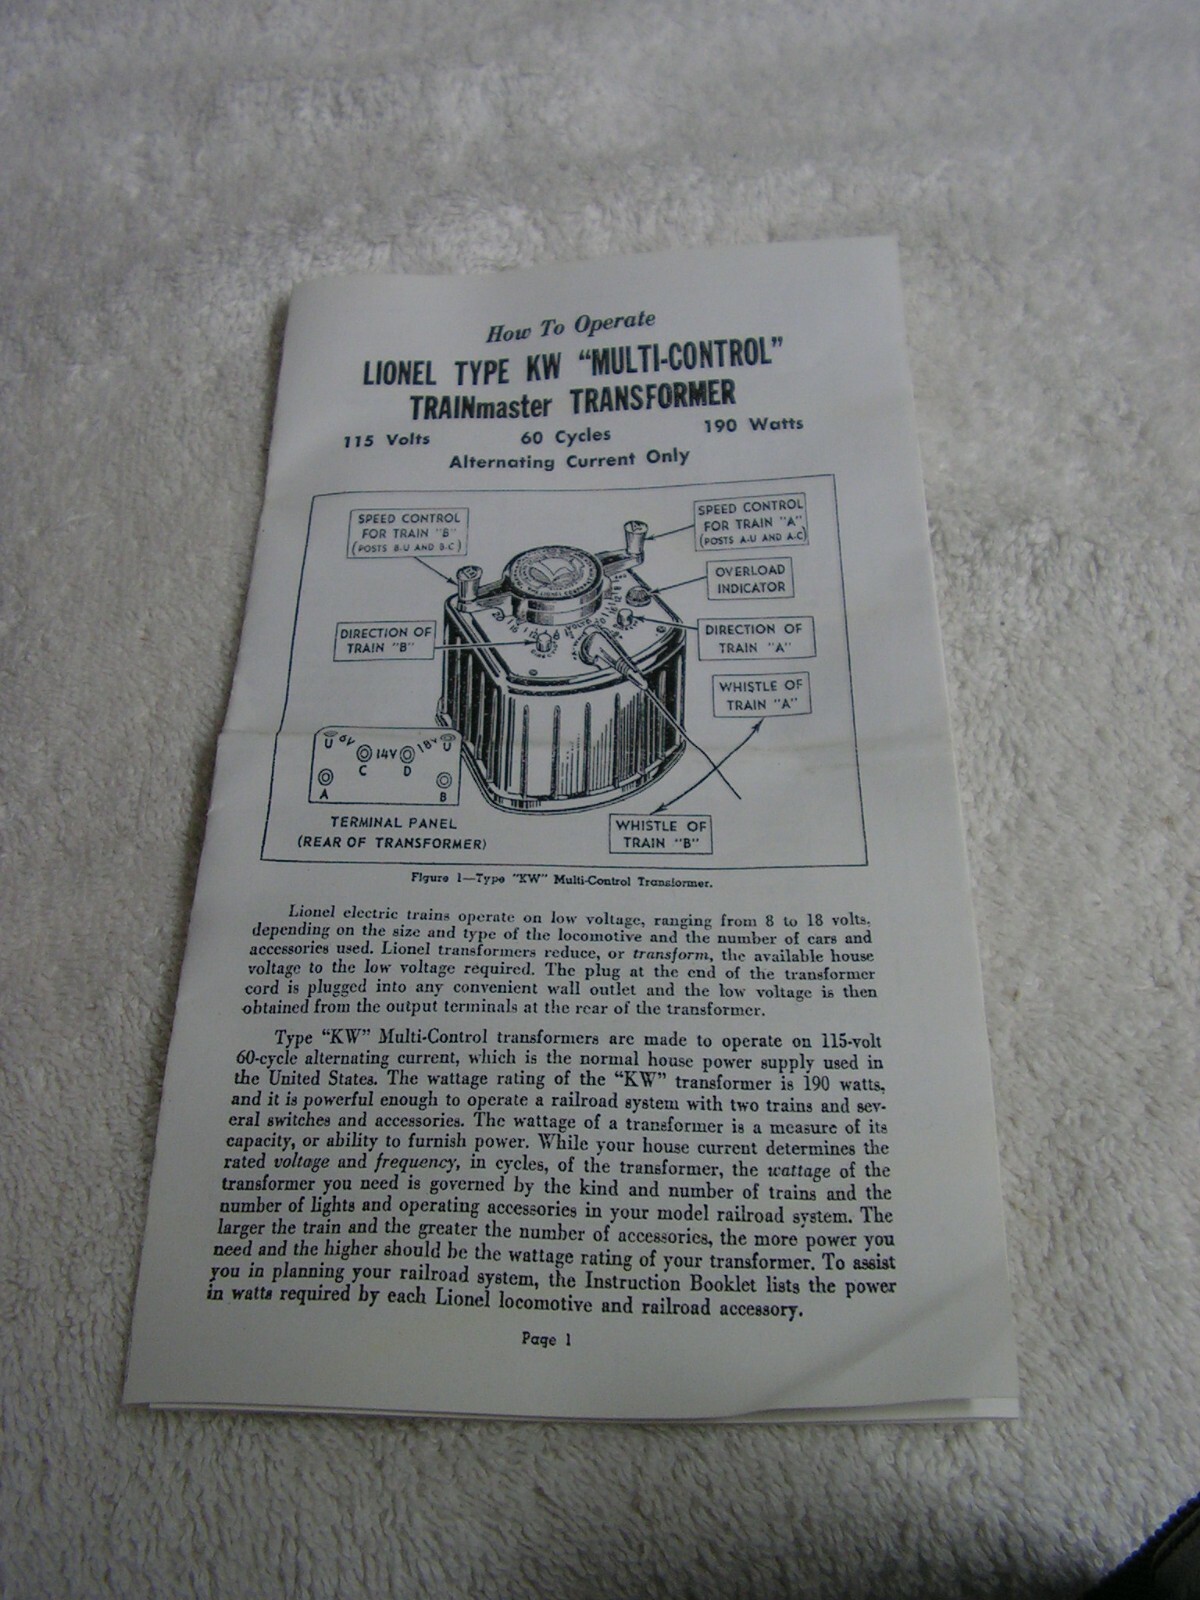 How To Operate
LIONEL TYPE KW "MULTI-CONTROL"
TRAINmaster TRANSFORMER
115 Volts 60 Cycles 190 Watts
Alternating Current Only
SPEED CONTROL
FOR TRAIN "B"
(POSTS B-U AND B-C)
SPEED CONTROL
FOR TRAIN "A"
(POSTS A-U AND A-C)
OVERLOAD
INDICATOR
DIRECTION OF
TRAIN "B"
DIRECTION OF
TRAIN "A"
WHISTLE OF
TRAIN "A"
U 6V 14V 18V U
C D
A B
TERMINAL PANEL
(REAR OF TRANSFORMER)
WHISTLE OF
TRAIN "B"
Figure 1—Type "KW" Multi-Control Transformer.
Lionel electric trains operate on low voltage, ranging from 8 to 18 volts,
depending on the size and type of the locomotive and the number of cars and
accessories used. Lionel transformers reduce, or transform, the available house
voltage to the low voltage required. The plug at the end of the transformer
cord is plugged into any convenient wall outlet and the low voltage is then
obtained from the output terminals at the rear of the transformer.
Type "KW" Multi-Control transformers are made to operate on 115-volt
60-cycle alternating current, which is the normal house power supply used in
the United States. The wattage rating of the "KW" transformer is 190 watts,
and it is powerful enough to operate a railroad system with two trains and sev-
eral switches and accessories. The wattage of a transformer is a measure of its
capacity, or ability to furnish power. While your house current determines the
rated voltage and frequency, in cycles, of the transformer, the wattage of the
transformer you need is governed by the kind and number of trains and the
number of lights and operating accessories in your model railroad system. The
larger the train and the greater the number of accessories, the more power you
need and the higher should be the wattage rating of your transformer. To assist
you in planning your railroad system, the Instruction Booklet lists the power
in watts required by each Lionel locomotive and railroad accessory.
Page 1